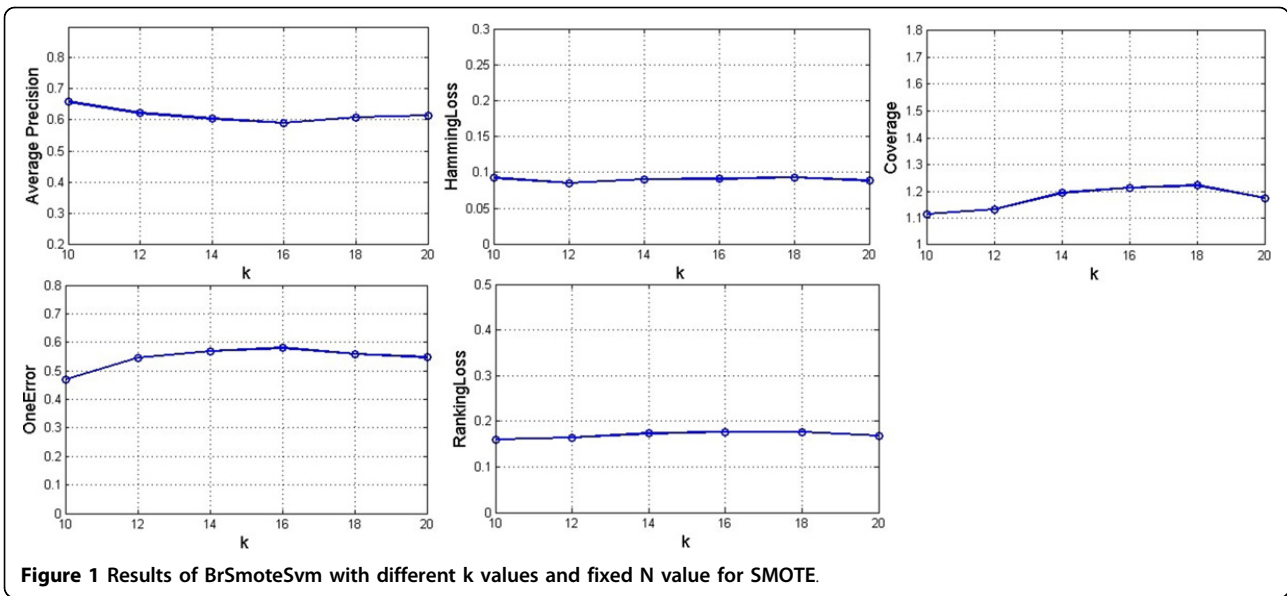 Average Precision
0.8
0.7
0.6
0.5
0.4
0.3
0.2
10 12 14 16 18 20
k
HammingLoss
0.3
0.25
0.2
0.15
0.1
0.05
0
10 12 14 16 18 20
k
Coverage
1.8
1.7
1.6
1.5
1.4
1.3
1.2
1.1
1
10 12 14 16 18 20
k
OneError
0.8
0.7
0.6
0.5
0.4
0.3
0.2
0.1
0
10 12 14 16 18 20
k
RankingLoss
0.5
0.4
0.3
0.2
0.1
0
10 12 14 16 18 20
k
Figure 1 Results of BrSmoteSvm with different k values and fixed N value for SMOTE.